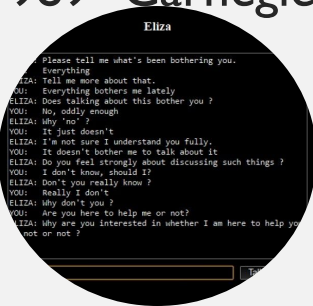 Eliza
Please tell me what's been bothering you.
Everything
ELIZA: Tell me more about that.
YOU: Everything bothers me lately
ELIZA: Does talking about this bother you ?
YOU: No, oddly enough
ELIZA: Why 'no' ?
YOU: It just doesn't
ELIZA: I'm not sure I understand you fully.
YOU: It doesn't bother me to talk about it
ELIZA: Do you feel strongly about discussing such things ?
YOU: I don't know, should I?
ELIZA: Don't you really know ?
YOU: Really I don't
ELIZA: Why don't you ?
YOU: Are you here to help me or not?
ELIZA: Why are you interested in whether I am here to help you
not or not ?